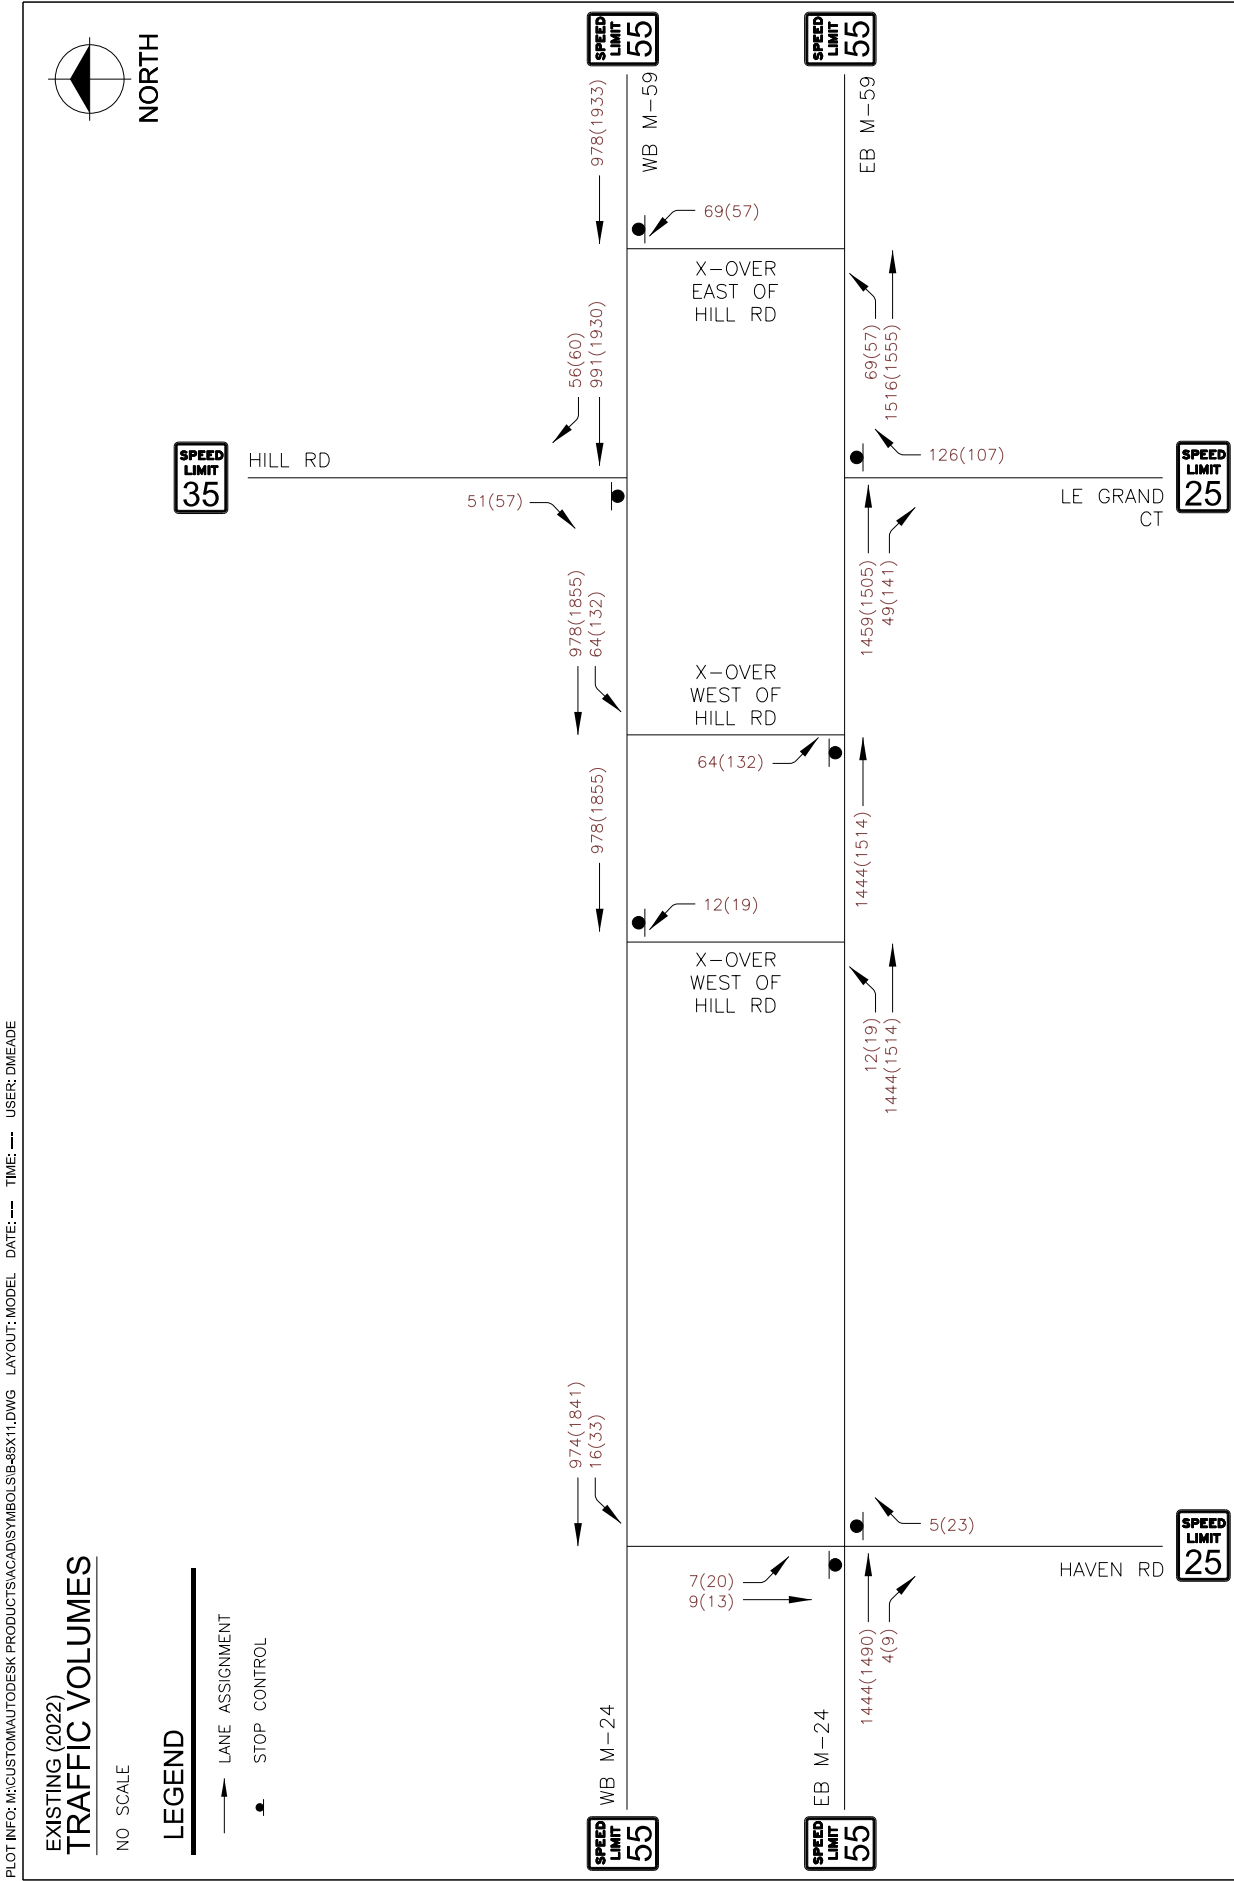 PLOT INFO: M:\CUSTOM\AUTODESK PRODUCTS\ACAD\SYMBOLS\B-85X11.DWG LAYOUT: MODEL DATE: --- TIME: --- USER: DMEADE
EXISTING (2022)
TRAFFIC VOLUMES
NO SCALE
LEGEND
LANE ASSIGNMENT
STOP CONTROL
NORTH
SPEED
LIMIT
55
SPEED
LIMIT
55
WB M-59
EB M-59
978(1933)
69(57)
X-OVER
EAST OF
HILL RD
56(60)
991(1930)
69(57)
1516(1555)
SPEED
LIMIT
35
HILL RD
51(57)
126(107)
LE GRAND
CT
SPEED
LIMIT
25
1459(1505)
49(141)
978(1855)
64(132)
X-OVER
WEST OF
HILL RD
64(132)
978(1855)
1444(1514)
12(19)
X-OVER
WEST OF
HILL RD
12(19)
1444(1514)
974(1841)
16(33)
5(23)
7(20)
9(13)
HAVEN RD
SPEED
LIMIT
25
1444(1490)
4(9)
WB M-24
EB M-24
SPEED
LIMIT
55
SPEED
LIMIT
55